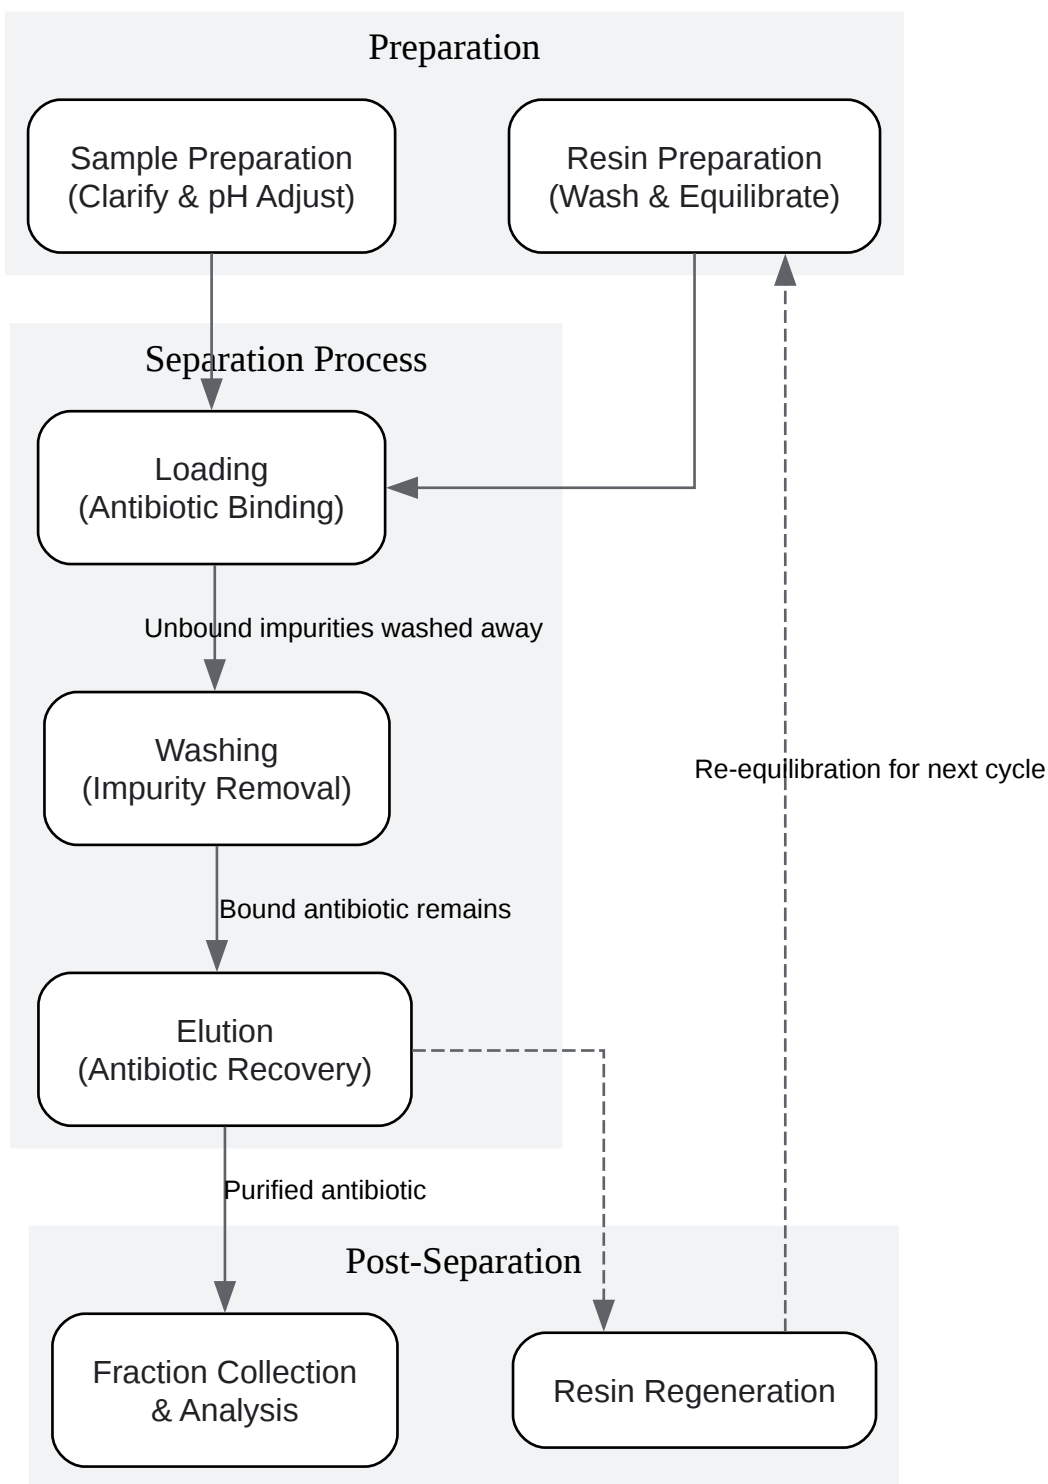 Preparation
Sample Preparation
(Clarify & pH Adjust)
Resin Preparation
(Wash & Equilibrate)
Separation Process
Loading
(Antibiotic Binding)
Unbound impurities washed away
Washing
(Impurity Removal)
Re-equilibration for next cycle
Bound antibiotic remains
Elution
(Antibiotic Recovery)
Purified antibiotic
Post-Separation
Fraction Collection
& Analysis
Resin Regeneration